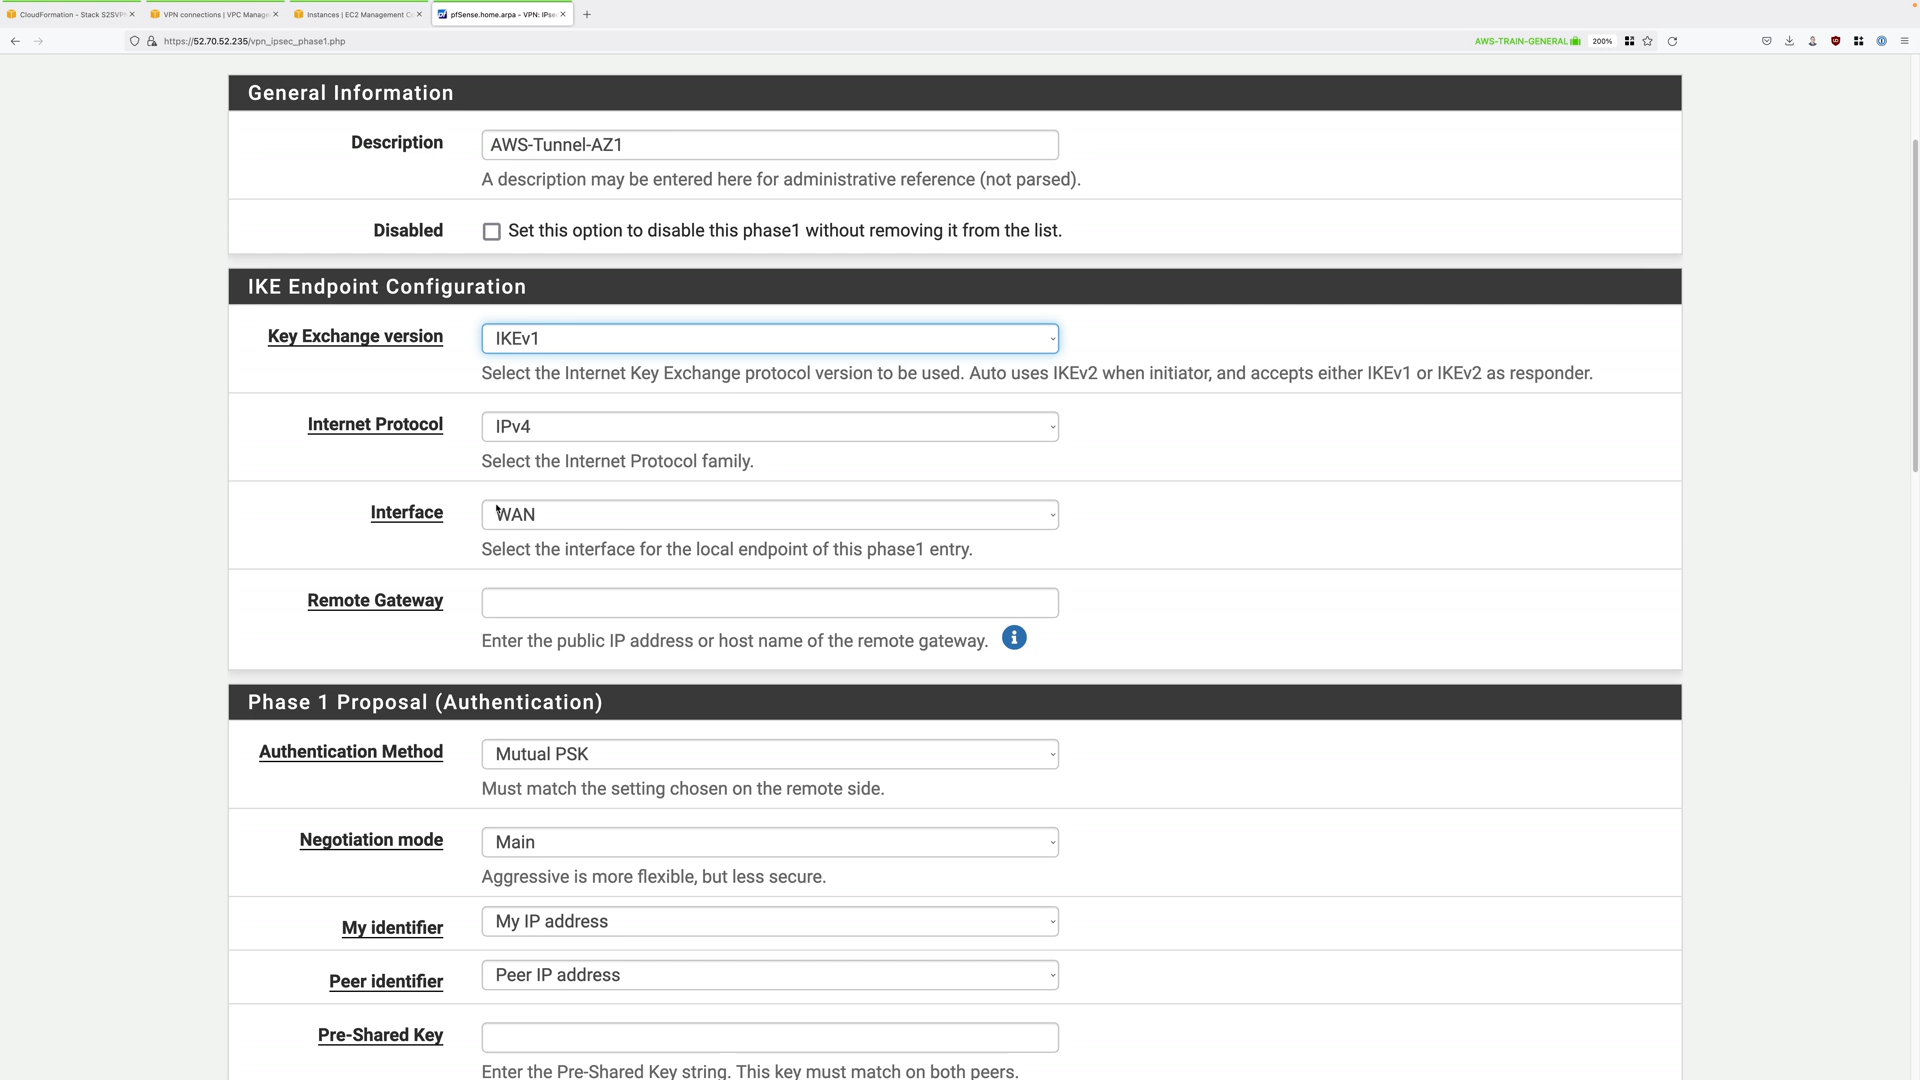 CloudFormation - Stack S2SVPN
VPN connections | VPC Manage
Instances | EC2 Management C
pfSense.home.arpa - VPN: IPse
https://52.70.52.235/vpn_ipsec_phase1.php
AWS-TRAIN-GENERAL
200%
General Information
Description
AWS-Tunnel-AZ1
A description may be entered here for administrative reference (not parsed).
Disabled
Set this option to disable this phase1 without removing it from the list.
IKE Endpoint Configuration
Key Exchange version
IKEv1
Select the Internet Key Exchange protocol version to be used. Auto uses IKEv2 when initiator, and accepts either IKEv1 or IKEv2 as responder.
Internet Protocol
IPv4
Select the Internet Protocol family.
Interface
WAN
Select the interface for the local endpoint of this phase1 entry.
Remote Gateway
Enter the public IP address or host name of the remote gateway.
Phase 1 Proposal (Authentication)
Authentication Method
Mutual PSK
Must match the setting chosen on the remote side.
Negotiation mode
Main
Aggressive is more flexible, but less secure.
My identifier
My IP address
Peer identifier
Peer IP address
Pre-Shared Key
Enter the Pre-Shared Key string. This key must match on both peers.